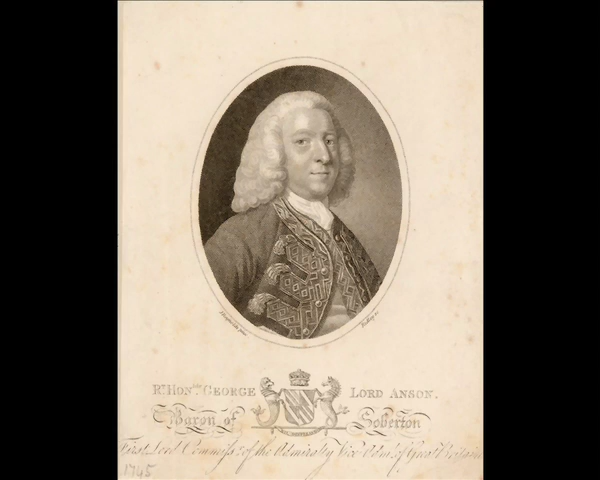 Rt. Honble. GEORGE LORD ANSON.
Baron of Soberton
First Lord Commissr. of the Admiralty Vice Adml. of Great Britain
1745